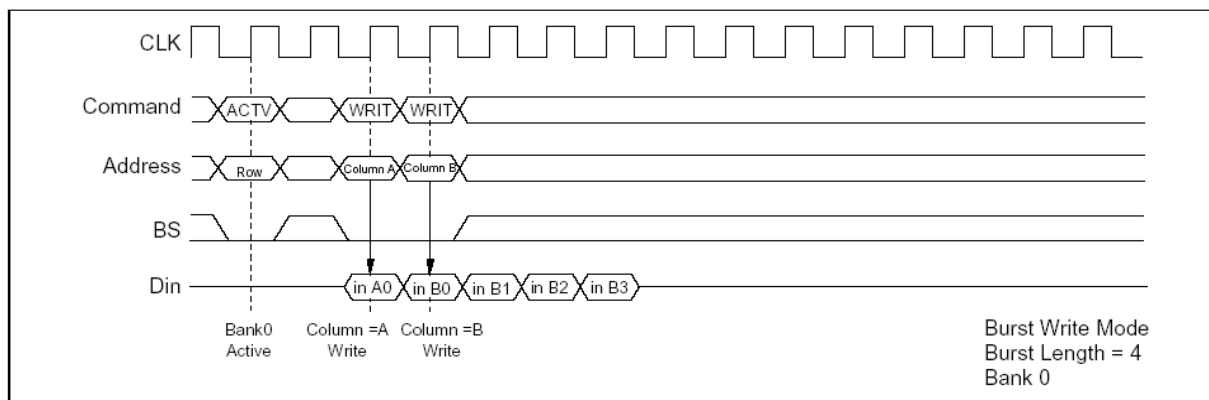 CLK
Command ACTV WRIT WRIT
Address Row Column A Column B
BS
Din in A0 in B0 in B1 in B2 in B3
Bank0 Column =A Column =B
Active Write Write
Burst Write Mode
Burst Length = 4
Bank 0